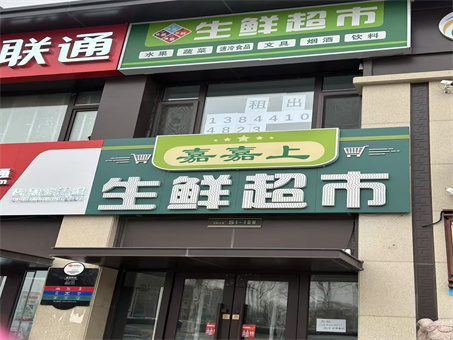 联通
生鲜超市
水果 蔬菜 速冷食品 文具 烟酒 饮料
租 出
1384410
4823
嘉嘉上
生鲜超市